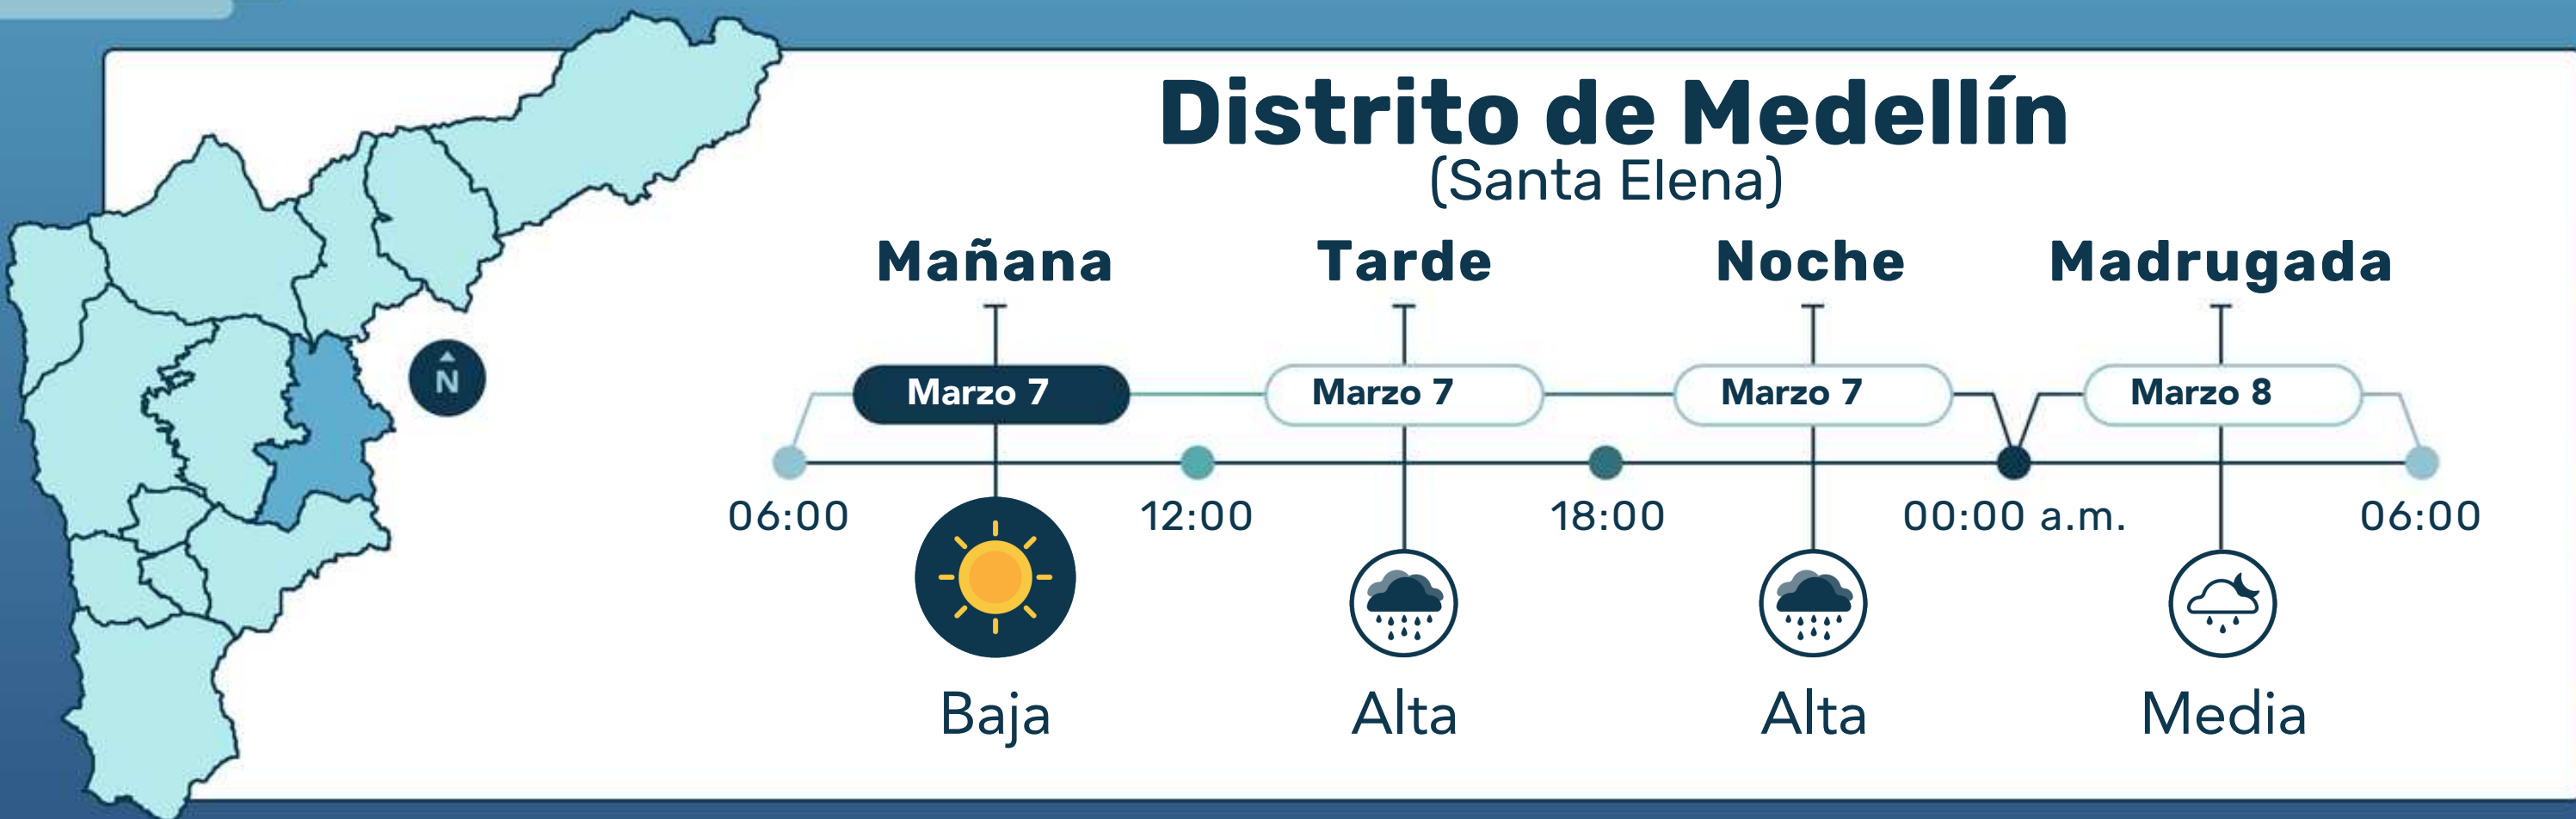 Distrito de Medellín
(Santa Elena)
Mañana Tarde Noche Madrugada
N
Marzo 7 Marzo 7 Marzo 7 Marzo 8
06:00 12:00 18:00 00:00 a.m. 06:00
Baja Alta Alta Media